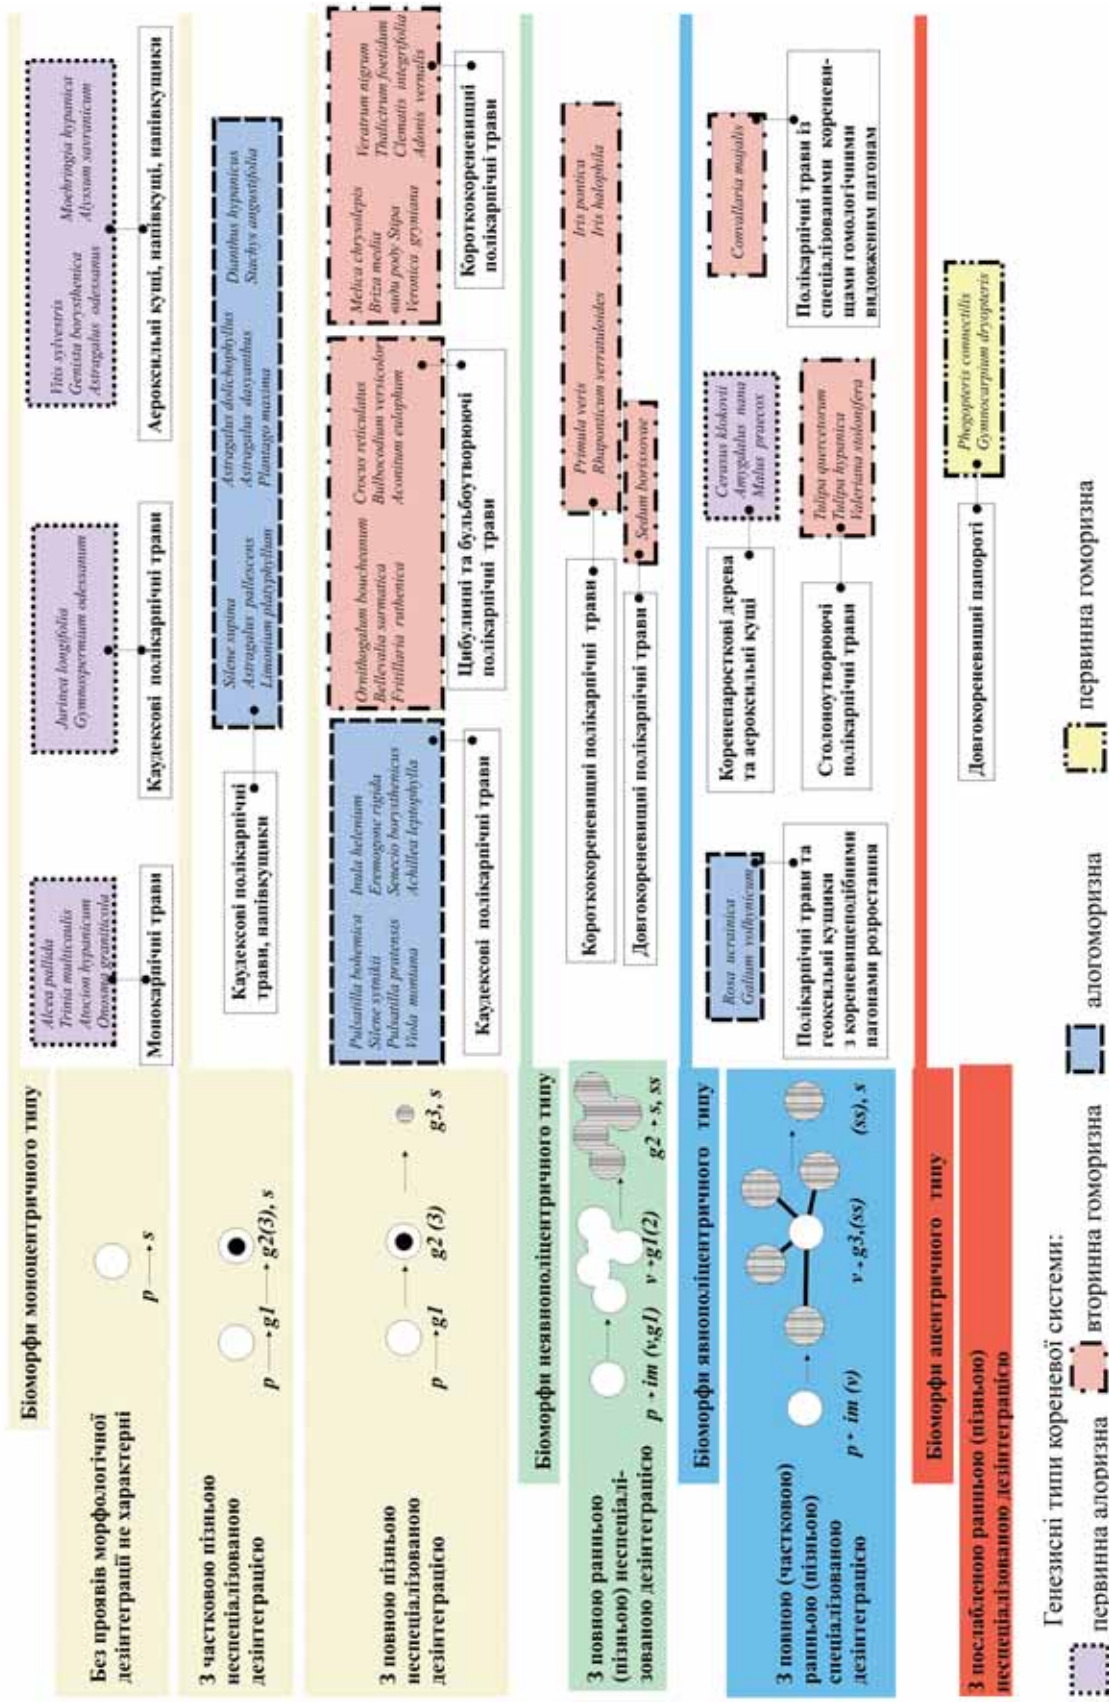 Біоморфи моноцентричного типу
Без проявів морфологічної
дезінтеграції не характерні
p → s
Alcea pallida
Trinia multicaulis
Atocion hypanicum
Onosma graniticola
Монокарпічні трави
Jurinea longifolia
Gymnospermium odessanum
Каудексові полікарпічні трави
Vitis sylvestris
Genista borysthenica
Astragalus odessanus
Moehringia hypanica
Alyssum savranicum
Аероксильні кущі, напівкущі, напівкущики
З частковою пізньою
неспеціалізованою
дезінтеграцією
p → g1 → g2(3), s
Каудексові полікарпічні
трави, напівкущики
Silene supina
Astragalus pallescens
Limonium platyphyllum
Astragalus dolichophyllus
Astragalus dasyanthus
Plantago maxima
Dianthus hypanicus
Stachys angustifolia
З повною пізньою
неспеціалізованою
дезінтеграцією
p → g1
g2 (3)
g3, s
Pulsatilla bohemica
Silene sytnikii
Pulsatilla pratensis
Viola montana
Inula helenium
Eremogone rigida
Senecio borysthenicus
Achillea leptophylla
Каудексові полікарпічні трави
Ornithogalum boucheanum
Bellevalia sarmatica
Fritillaria ruthenica
Crocus reticulatus
Bulbocodium versicolor
Aconitum eulophum
Цибулинні та бульбоутворюючі
полікарпічні трави
Melica chrysolepis
Briza media
види роду Stipa
Veronica gryniana
Veratrum nigrum
Thalictrum foetidum
Clematis integrifolia
Adonis vernalis
Короткокореневищні
полікарпічні трави
Біоморфи неявнополіцентричного типу
З повною ранньою
(пізньою) неспеціалі-
зованою дезінтеграцією
p → im (v,g1)
v → g1(2)
g2 → s, ss
Primula veris
Rhaponticum serratuloides
Iris pontica
Iris halophila
Короткокореневищні полікарпічні трави
Sedum borissovae
Довгокореневищні полікарпічні трави
Біоморфи явнополіцентричного типу
З повною (частковою)
ранньою (пізньою)
спеціалізованою
дезінтеграцією
p → im (v)
v → g3,(ss)
(ss), s
Rosa ucrainica
Galium volhynicum
Полікарпічні трави та
геоксильні кущики
з кореневищеподібними
пагонами розростання
Cerasus klokovii
Amygdalus nana
Malus praecox
Коренепаросткові дерева
та аероксильні кущі
Tulipa quercetorum
Tulipa hypanica
Valeriana stolonifera
Столоноутворюючі
полікарпічні трави
Convallaria majalis
Полікарпічні трави із
спеціалізованими кореневи-
щами гомологічними
видовженим пагонам
Біоморфи ацентричного типу
З послабленою ранньою (пізньою)
неспеціалізованою дезінтеграцією
Phegopteris connectilis
Gymnocarpium dryopteris
Довгокореневищні папороті
Генезисні типи кореневої системи:
первинна алоризна
вторинна гоморизна
алогоморизна
первинна гоморизна